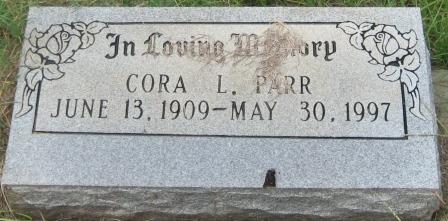 In Loving Memory
CORA L. PARR
JUNE 13, 1909 – MAY 30, 1997